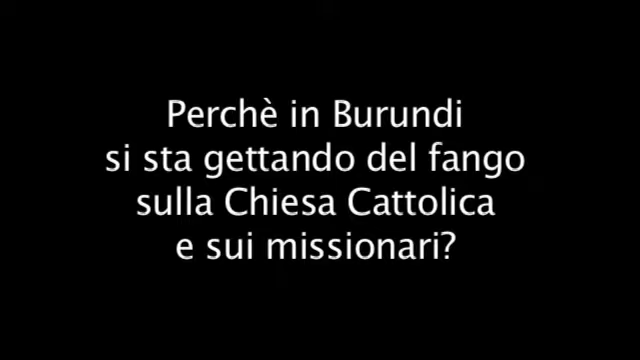 Perchè in Burundi
si sta gettando del fango
sulla Chiesa Cattolica
e sui missionari?